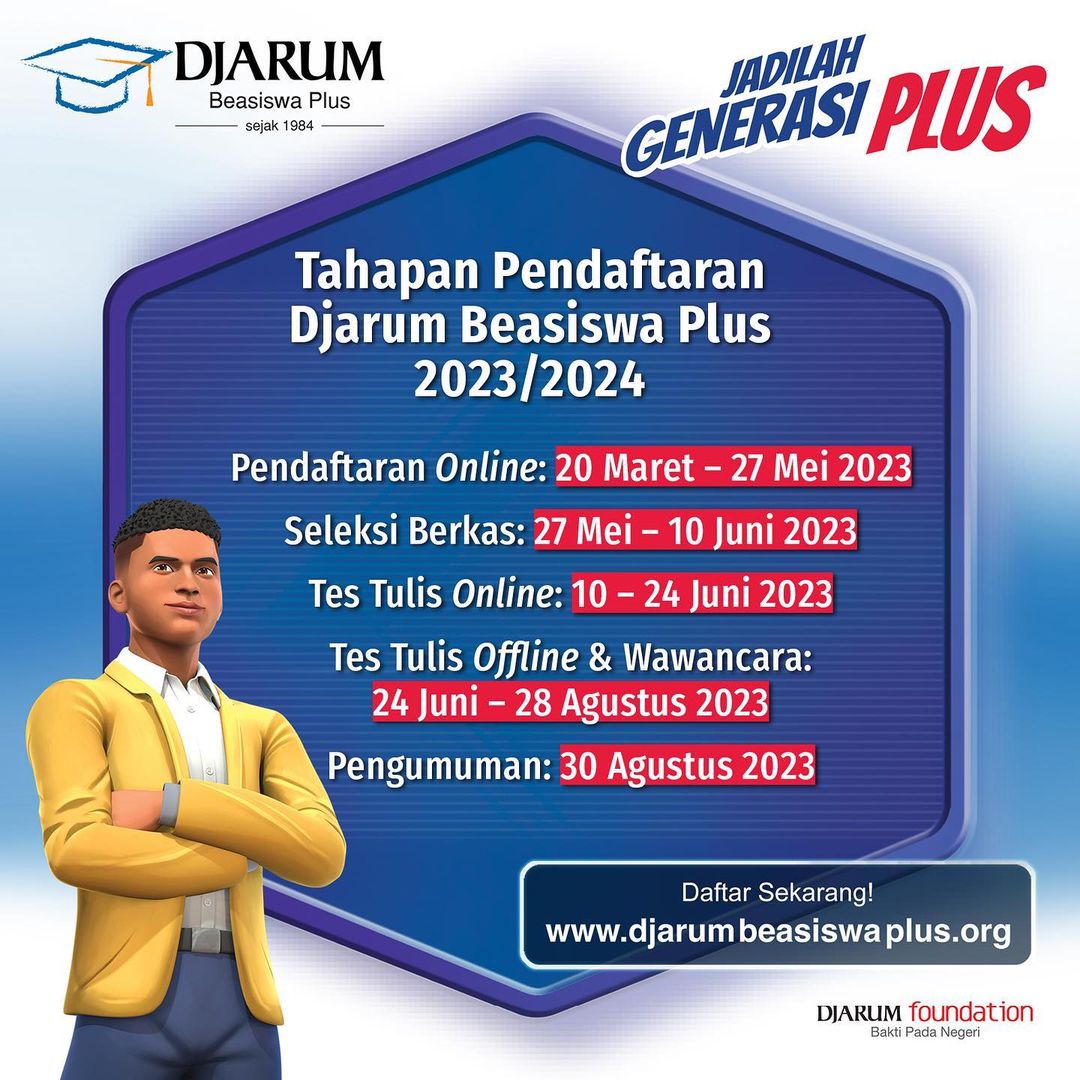 DJARUM
Beasiswa Plus
sejak 1984
JADILAH
GENERASI PLUS
Tahapan Pendaftaran
Djarum Beasiswa Plus
2023/2024
Pendaftaran Online: 20 Maret – 27 Mei 2023
Seleksi Berkas: 27 Mei – 10 Juni 2023
Tes Tulis Online: 10 – 24 Juni 2023
Tes Tulis Offline & Wawancara:
24 Juni – 28 Agustus 2023
Pengumuman: 30 Agustus 2023
Daftar Sekarang!
www.djarumbeasiswaplus.org
DJARUM foundation
Bakti Pada Negeri